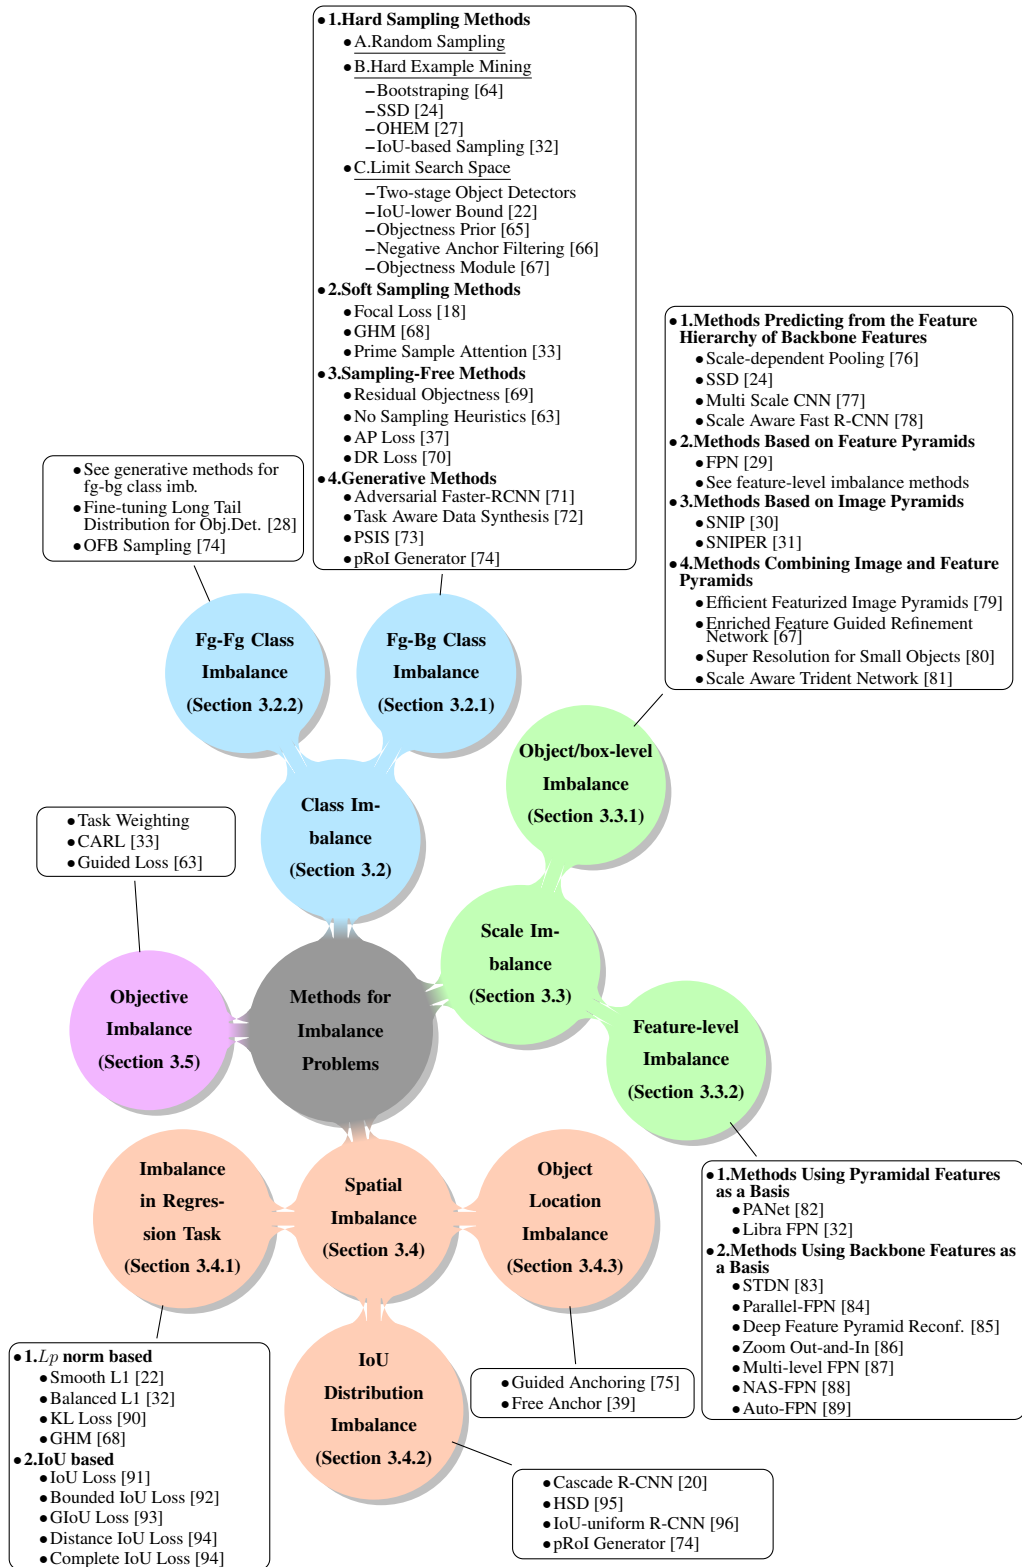 •1.Hard Sampling Methods
•A.Random Sampling
•B.Hard Example Mining
–Bootstraping [64]
–SSD [24]
–OHEM [27]
–IoU-based Sampling [32]
•C.Limit Search Space
–Two-stage Object Detectors
–IoU-lower Bound [22]
–Objectness Prior [65]
–Negative Anchor Filtering [66]
–Objectness Module [67]
•2.Soft Sampling Methods
•Focal Loss [18]
•GHM [68]
•Prime Sample Attention [33]
•3.Sampling-Free Methods
•Residual Objectness [69]
•No Sampling Heuristics [63]
•AP Loss [37]
•DR Loss [70]
•4.Generative Methods
•Adversarial Faster-RCNN [71]
•Task Aware Data Synthesis [72]
•PSIS [73]
•pRoI Generator [74]
•1.Methods Predicting from the Feature
Hierarchy of Backbone Features
•Scale-dependent Pooling [76]
•SSD [24]
•Multi Scale CNN [77]
•Scale Aware Fast R-CNN [78]
•2.Methods Based on Feature Pyramids
•FPN [29]
•See feature-level imbalance methods
•3.Methods Based on Image Pyramids
•SNIP [30]
•SNIPER [31]
•4.Methods Combining Image and Feature
Pyramids
•Efficient Featurized Image Pyramids [79]
•Enriched Feature Guided Refinement
Network [67]
•Super Resolution for Small Objects [80]
•Scale Aware Trident Network [81]
•See generative methods for
fg-bg class imb.
•Fine-tuning Long Tail
Distribution for Obj.Det. [28]
•OFB Sampling [74]
Fg-Fg Class
Imbalance
(Section 3.2.2)
Fg-Bg Class
Imbalance
(Section 3.2.1)
Object/box-level
Imbalance
(Section 3.3.1)
Class Im-
balance
(Section 3.2)
•Task Weighting
•CARL [33]
•Guided Loss [63]
Scale Im-
balance
(Section 3.3)
Objective
Imbalance
(Section 3.5)
Methods for
Imbalance
Problems
Feature-level
Imbalance
(Section 3.3.2)
Imbalance
in Regres-
sion Task
(Section 3.4.1)
Spatial
Imbalance
(Section 3.4)
Object
Location
Imbalance
(Section 3.4.3)
•1.Methods Using Pyramidal Features
as a Basis
•PANet [82]
•Libra FPN [32]
•2.Methods Using Backbone Features as
a Basis
•STDN [83]
•Parallel-FPN [84]
•Deep Feature Pyramid Reconf. [85]
•Zoom Out-and-In [86]
•Multi-level FPN [87]
•NAS-FPN [88]
•Auto-FPN [89]
•1.Lp norm based
•Smooth L1 [22]
•Balanced L1 [32]
•KL Loss [90]
•GHM [68]
•2.IoU based
•IoU Loss [91]
•Bounded IoU Loss [92]
•GIoU Loss [93]
•Distance IoU Loss [94]
•Complete IoU Loss [94]
IoU
Distribution
Imbalance
(Section 3.4.2)
•Guided Anchoring [75]
•Free Anchor [39]
•Cascade R-CNN [20]
•HSD [95]
•IoU-uniform R-CNN [96]
•pRoI Generator [74]